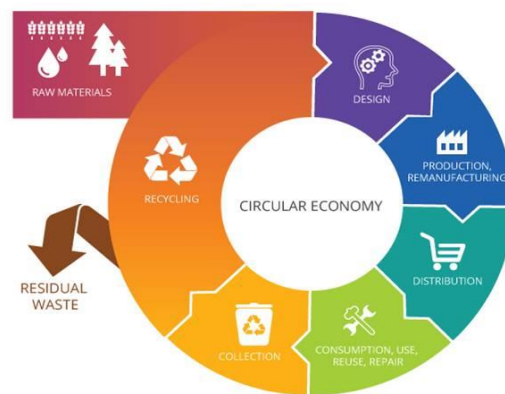 RAW MATERIALS
DESIGN
PRODUCTION,
REMANUFACTURING
RECYCLING
CIRCULAR ECONOMY
DISTRIBUTION
RESIDUAL
WASTE
COLLECTION
CONSUMPTION, USE,
REUSE, REPAIR